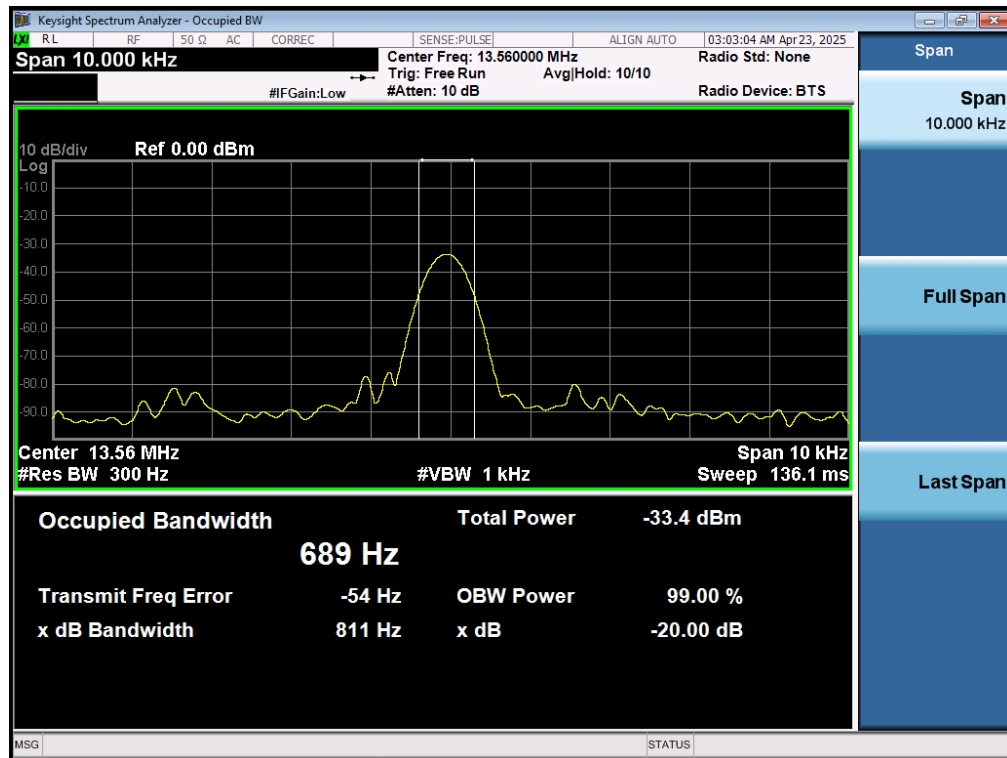 Keysight Spectrum Analyzer - Occupied BW
LXI RL RF 50 Ω AC CORREC SENSE:PULSE ALIGN AUTO 03:03:04 AM Apr 23, 2025
Span 10.000 kHz
Center Freq: 13.560000 MHz
Radio Std: None
Trig: Free Run Avg|Hold: 10/10
#IFGain:Low
#Atten: 10 dB
Radio Device: BTS
10 dB/div Ref 0.00 dBm
Log
-10.0
-20.0
-30.0
-40.0
-50.0
-60.0
-70.0
-80.0
-90.0
Center 13.56 MHz Span 10 kHz
#Res BW 300 Hz #VBW 1 kHz Sweep 136.1 ms
Occupied Bandwidth Total Power -33.4 dBm
689 Hz
Transmit Freq Error -54 Hz OBW Power 99.00 %
x dB Bandwidth 811 Hz x dB -20.00 dB
MSG STATUS
Span
Span
10.000 kHz
Full Span
Last Span